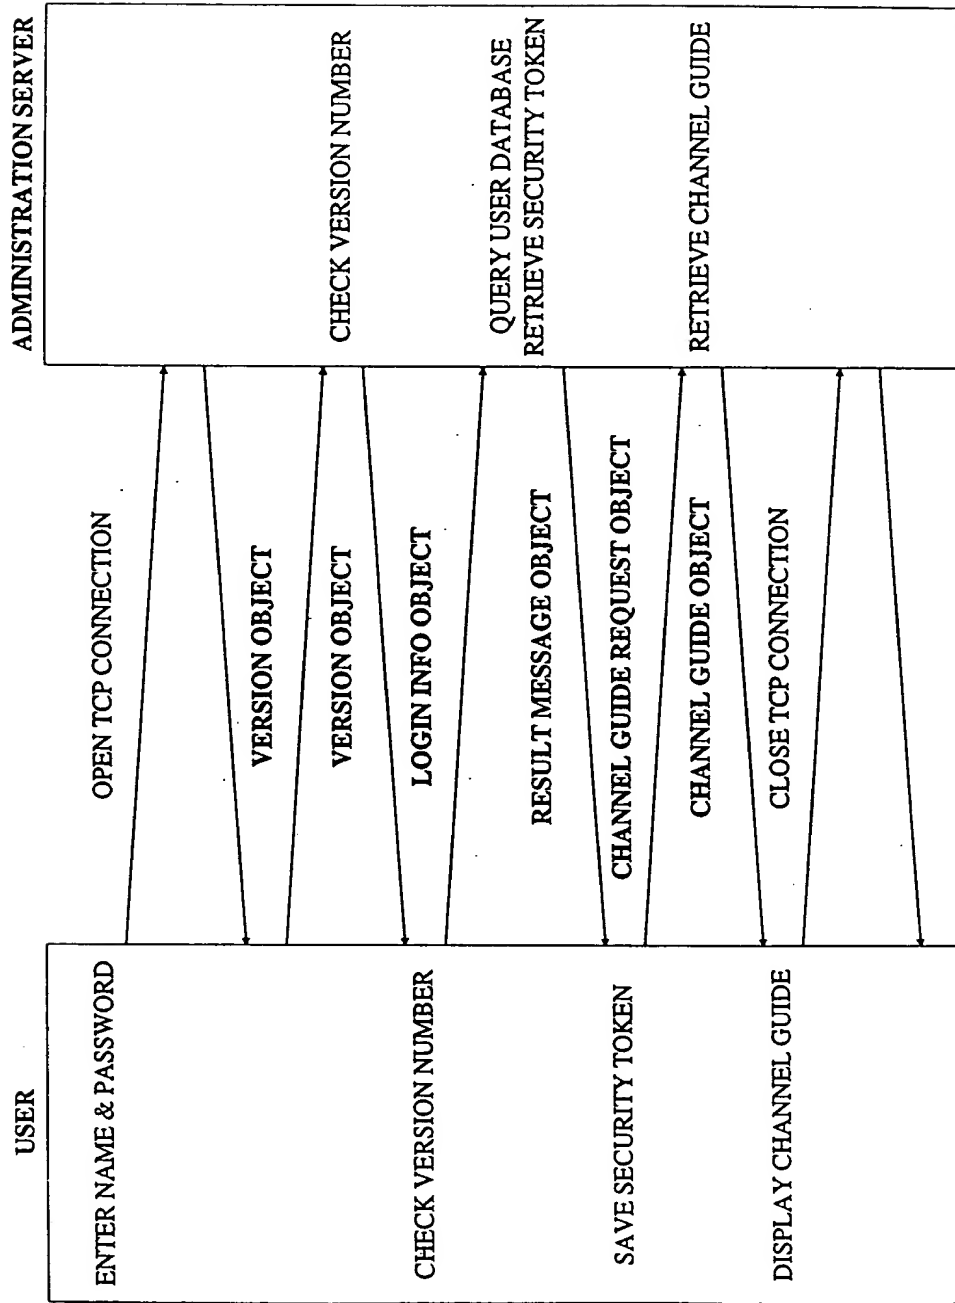 USER
ENTER NAME & PASSWORD
CHECK VERSION NUMBER
SAVE SECURITY TOKEN
DISPLAY CHANNEL GUIDE
OPEN TCP CONNECTION
VERSION OBJECT
VERSION OBJECT
LOGIN INFO OBJECT
RESULT MESSAGE OBJECT
CHANNEL GUIDE REQUEST OBJECT
CHANNEL GUIDE OBJECT
CLOSE TCP CONNECTION
ADMINISTRATION SERVER
CHECK VERSION NUMBER
QUERY USER DATABASE
RETRIEVE SECURITY TOKEN
RETRIEVE CHANNEL GUIDE